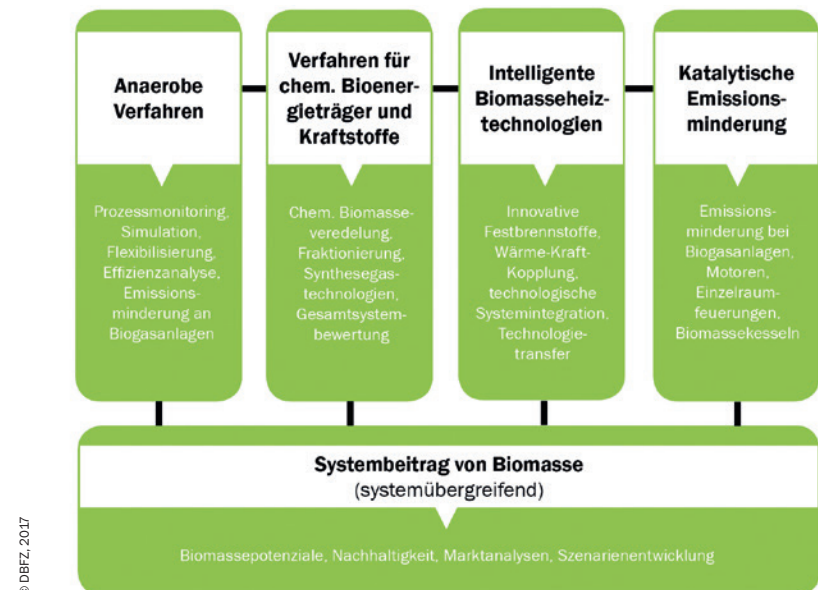 Anaerobe
Verfahren
Prozessmonitoring,
Simulation,
Flexibilisierung,
Effizienzanalyse,
Emissions-
minderung an
Biogasanlagen
Verfahren für
chem. Bioener-
gieträger und
Kraftstoffe
Chem. Biomasse-
veredelung,
Fraktionierung,
Synthesegas-
technologien,
Gesamtsystem-
bewertung
Intelligente
Biomasseheiz-
technologien
Innovative
Festbrennstoffe,
Wärme-Kraft-
Kopplung,
technologische
Systemintegration,
Technologie-
transfer
Katalytische
Emissions-
minderung
Emissions-
minderung bei
Biogasanlagen,
Motoren,
Einzelraum-
feuerungen,
Biomassekesseln
Systembeitrag von Biomasse
(systemübergreifend)
Biomassepotenziale, Nachhaltigkeit, Marktanalysen, Szenarienentwicklung
© DBFZ, 2017